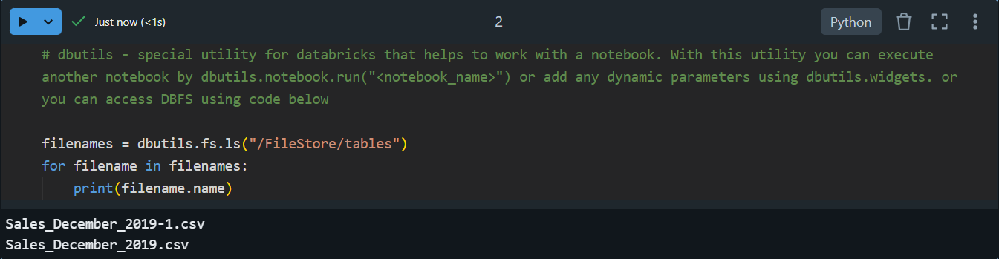 Just now (<1s)
2
Python
# dbutils - special utility for databricks that helps to work with a notebook. With this utility you can execute
another notebook by dbutils.notebook.run("<notebook_name>") or add any dynamic parameters using dbutils.widgets. or
you can access DBFS using code below
filenames = dbutils.fs.ls("/FileStore/tables")
for filename in filenames:
    print(filename.name)
Sales_December_2019-1.csv
Sales_December_2019.csv